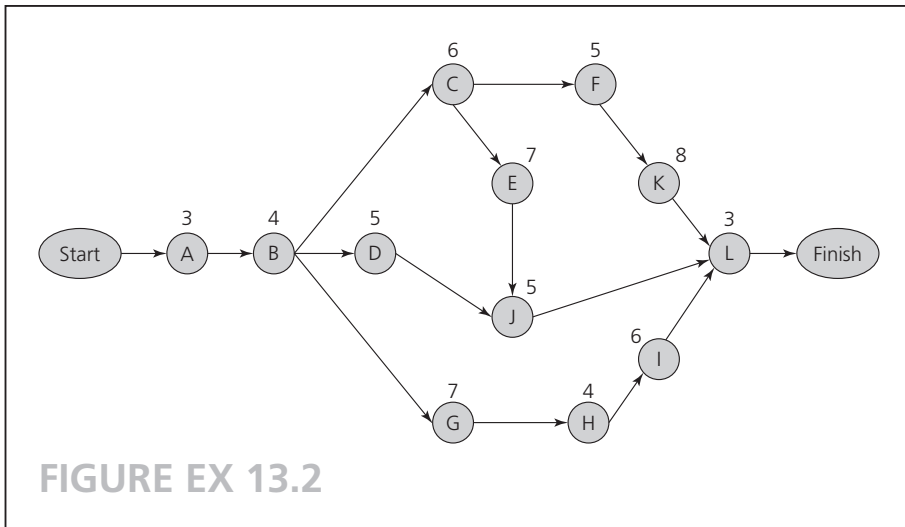 6 5
C F
7
E 8
K
3 4 5 3
Start A B D L Finish
5
J
6
I
7 4
G H
FIGURE EX 13.2